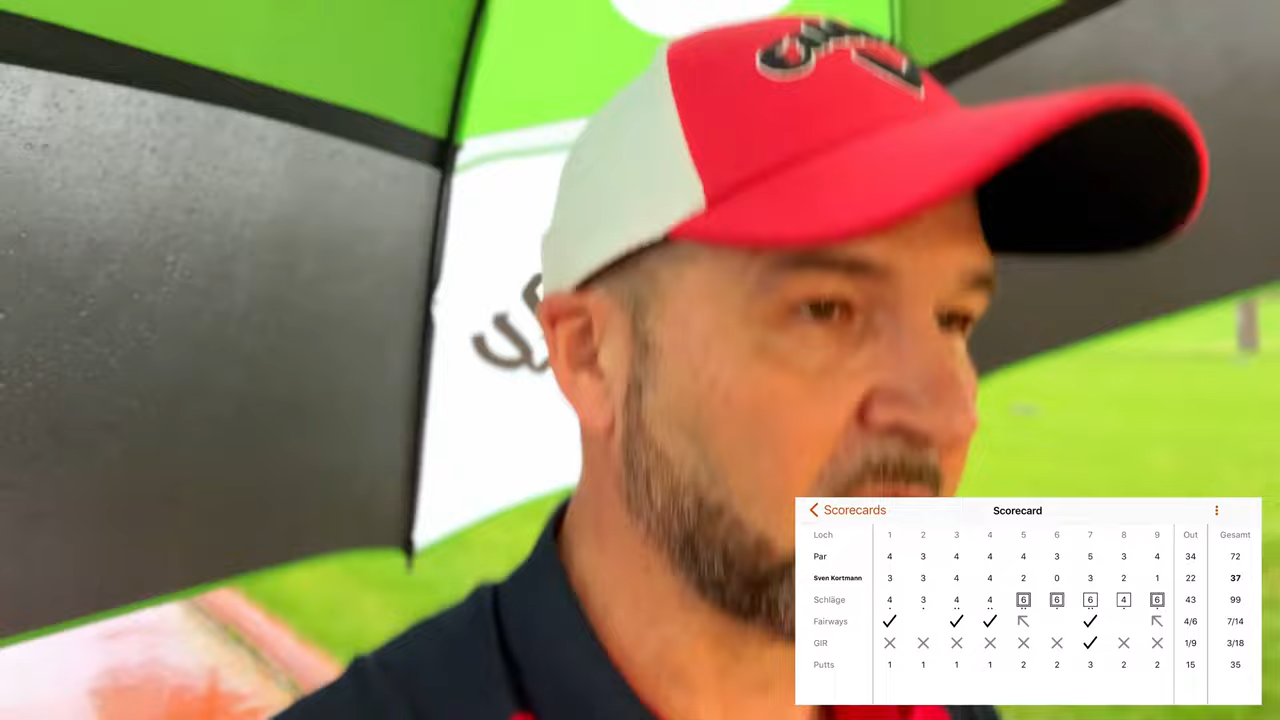 Scorecards Scorecard
Loch 1 2 3 4 5 6 7 8 9 Out Gesamt
Par 4 3 4 4 4 3 5 3 4 34 72
Sven Kortmann 3 3 4 4 2 0 3 2 1 22 37
Schläge 4 3 4 4 6 6 6 4 6 43 99
Fairways 4/6 7/14
GIR 1/9 3/18
Putts 1 1 1 1 2 2 3 2 2 15 35